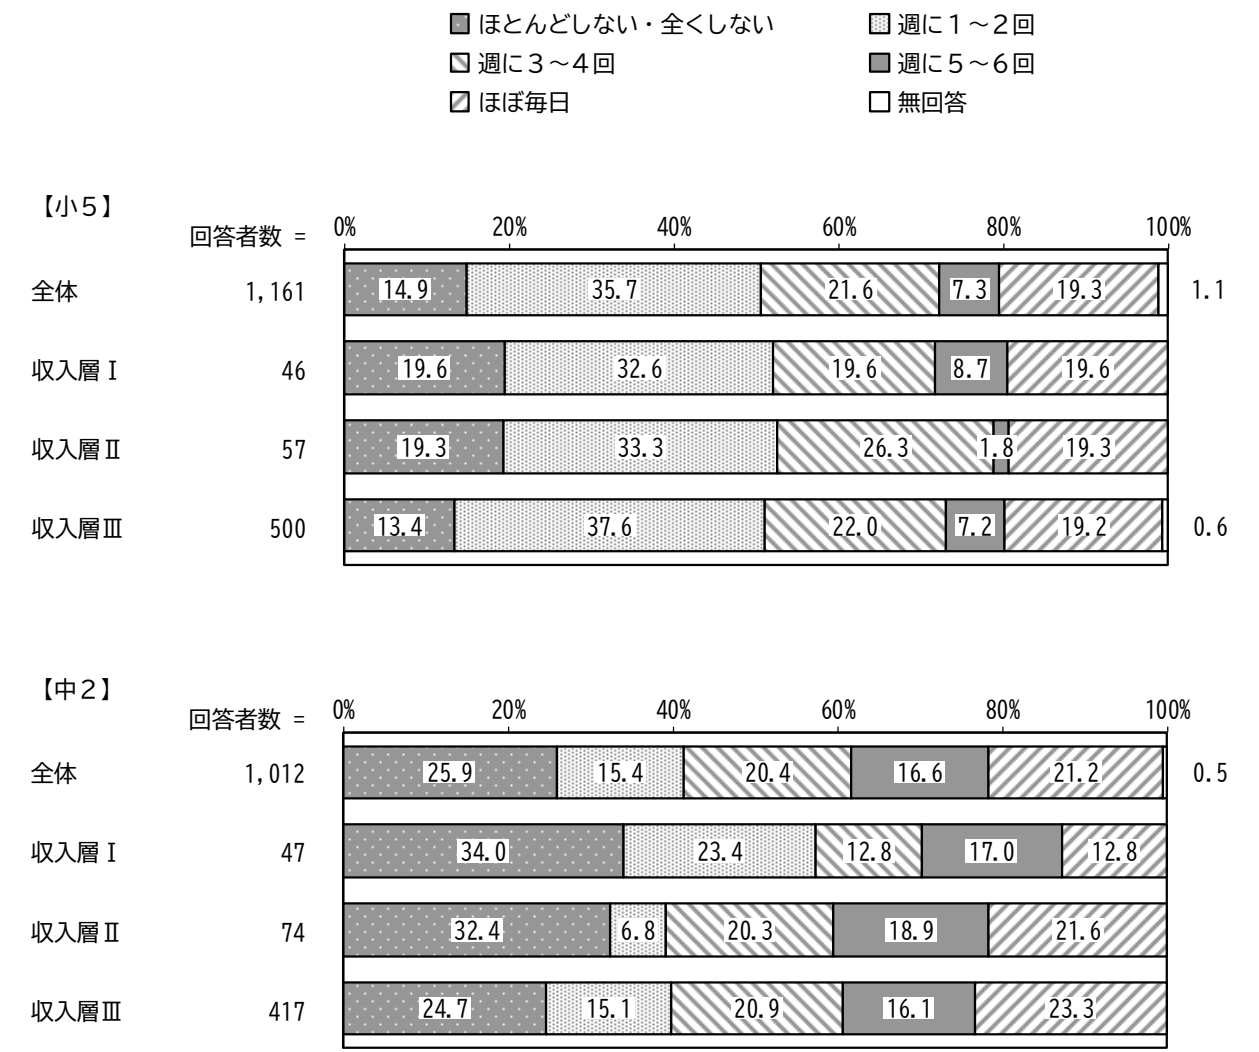 ほとんどしない・全くしない 週に１～２回
週に３～４回 週に５～６回
ほぼ毎日 無回答
【小５】
回答者数 =
0% 20% 40% 60% 80% 100%
全体 1,161 14.9 35.7 21.6 7.3 19.3 1.1
収入層Ⅰ 46 19.6 32.6 19.6 8.7 19.6
収入層Ⅱ 57 19.3 33.3 26.3 1.8 19.3
収入層Ⅲ 500 13.4 37.6 22.0 7.2 19.2 0.6
【中２】
回答者数 =
0% 20% 40% 60% 80% 100%
全体 1,012 25.9 15.4 20.4 16.6 21.2 0.5
収入層Ⅰ 47 34.0 23.4 12.8 17.0 12.8
収入層Ⅱ 74 32.4 6.8 20.3 18.9 21.6
収入層Ⅲ 417 24.7 15.1 20.9 16.1 23.3